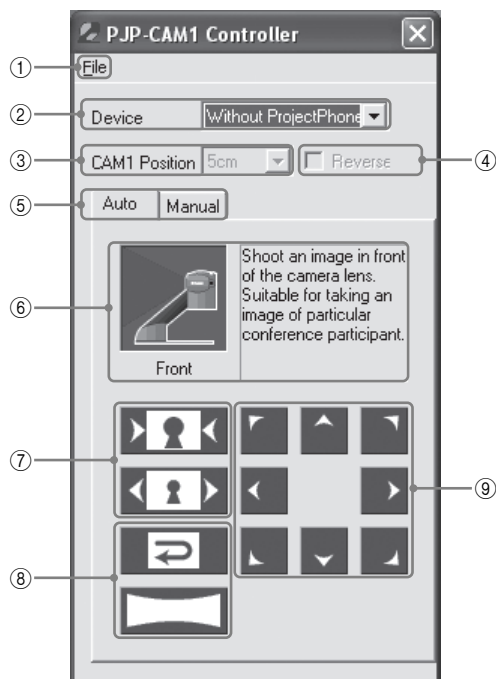 PJP-CAM1 Controller
① File
② Device Without ProjectPhone
③ CAM1 Position 5cm Reverse ④
⑤ Auto Manual
⑥
Shoot an image in front
of the camera lens.
Suitable for taking an
image of particular
conference participant.
Front
⑦
⑨
⑧